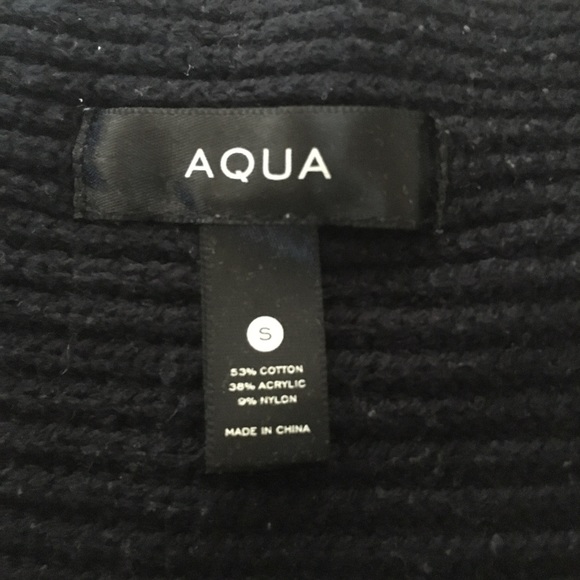 AQUA
S
53% COTTON
38% ACRYLIC
9% NYLON
MADE IN CHINA